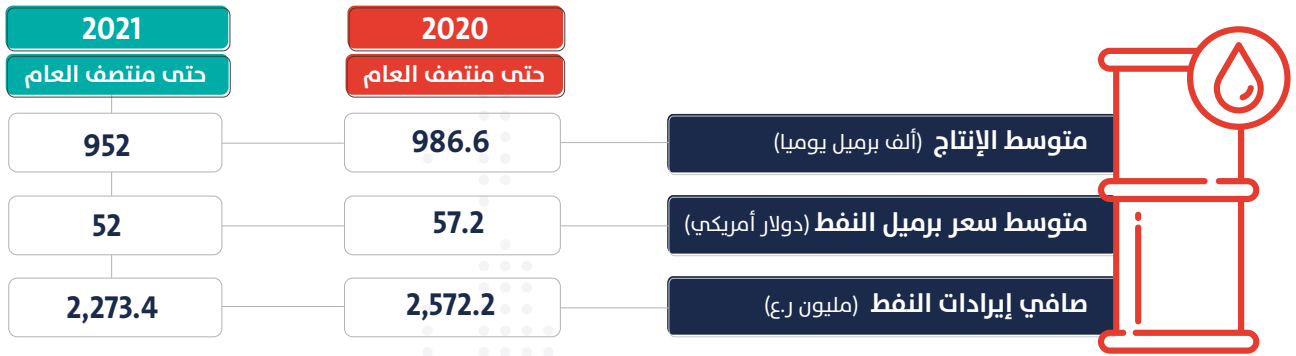 2020
2021
حتى منتصف العام
حتى منتصف العام
متوسط الإنتاج (ألف برميل يوميا)
986.6
952
متوسط سعر برميل النفط (دولار أمريكي)
57.2
52
صافي إيرادات النفط (مليون ر.ع)
2,572.2
2,273.4